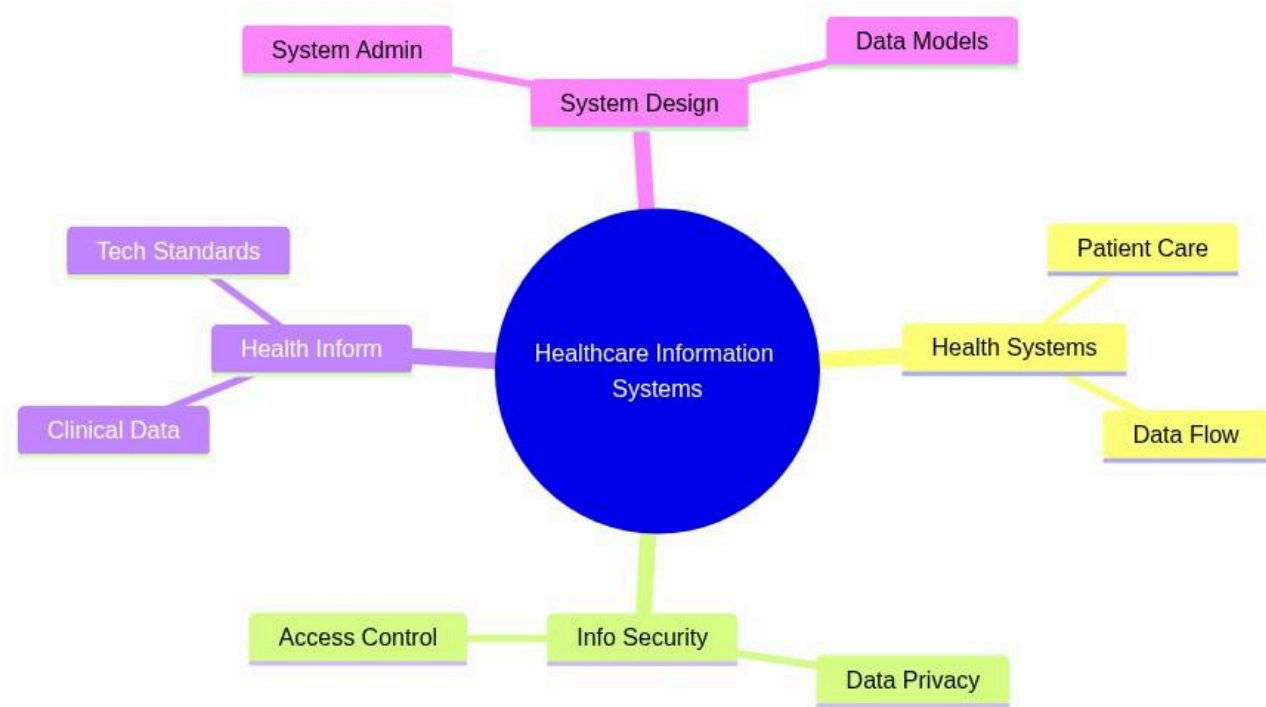 System Admin
Data Models
System Design
Tech Standards
Patient Care
Health Inform
Healthcare Information
Systems
Health Systems
Clinical Data
Data Flow
Access Control
Info Security
Data Privacy